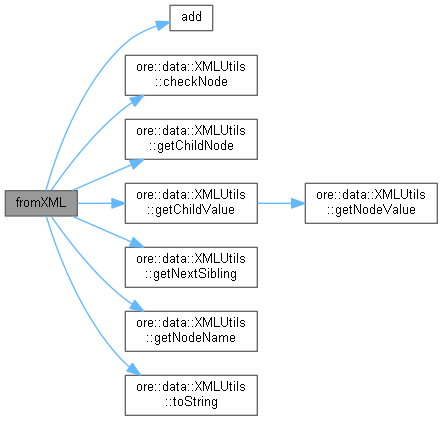 add
ore::data::XMLUtils
::checkNode
ore::data::XMLUtils
::getChildNode
fromXML
ore::data::XMLUtils
::getChildValue
ore::data::XMLUtils
::getNodeValue
ore::data::XMLUtils
::getNextSibling
ore::data::XMLUtils
::getNodeName
ore::data::XMLUtils
::toString